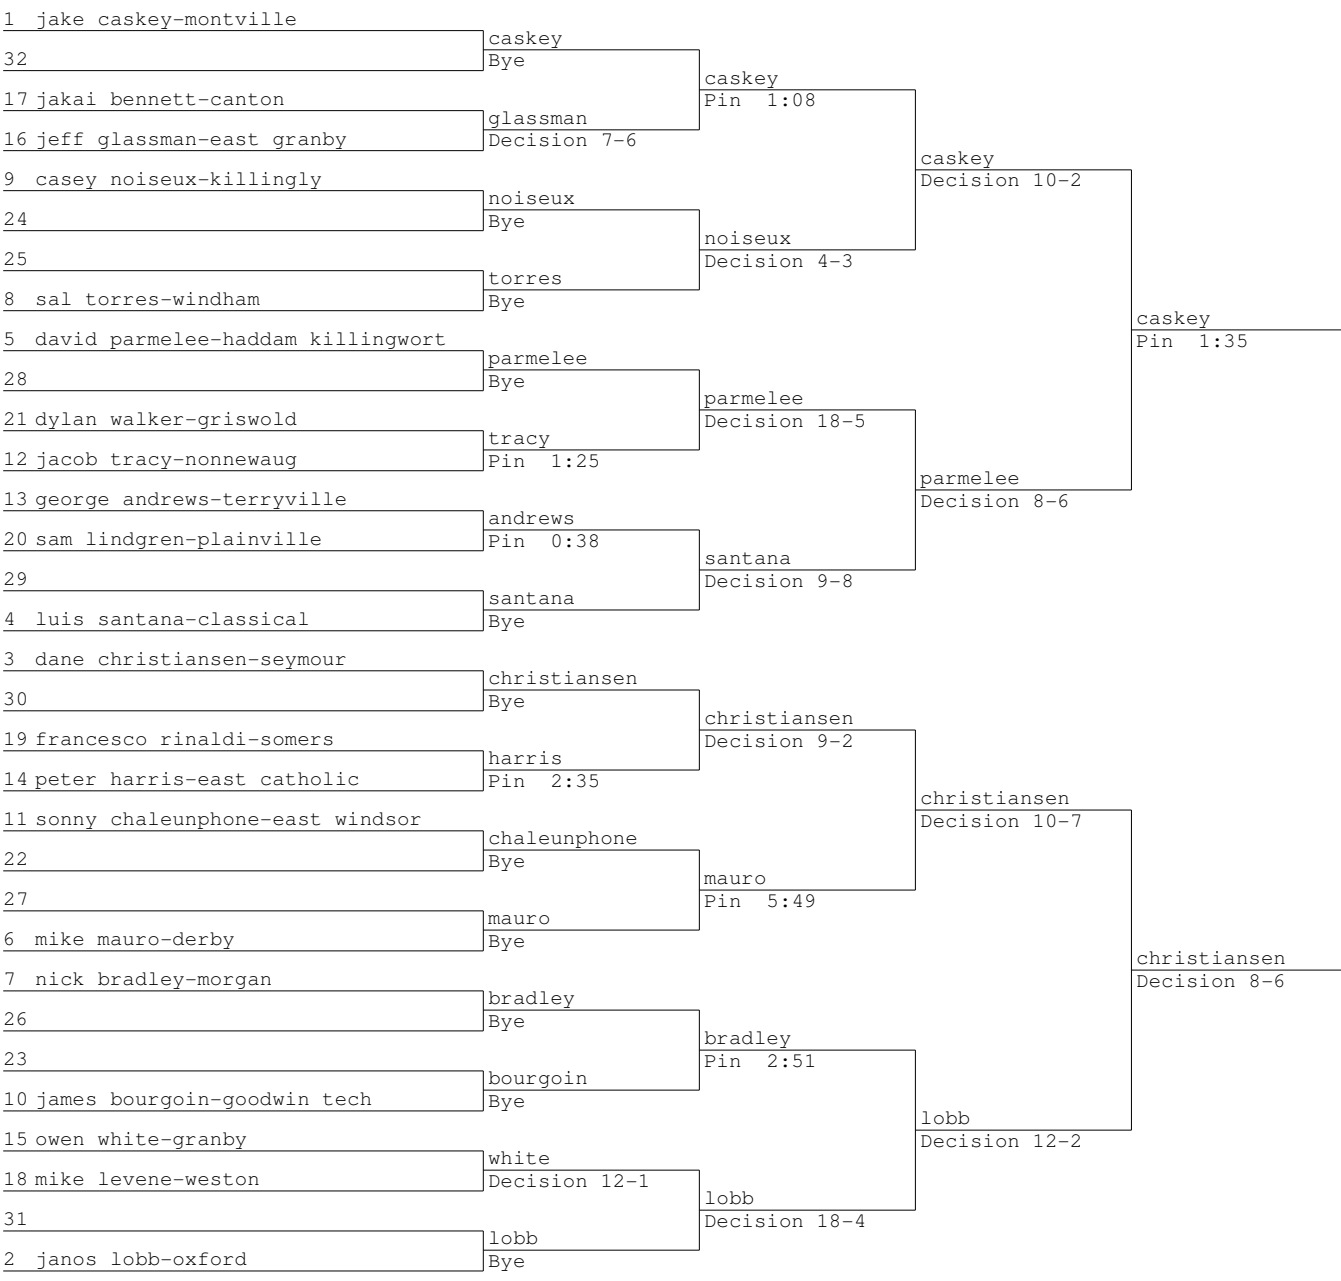 1 jake caskey-montville
32
17 jakai bennett-canton
16 jeff glassman-east granby
9 casey noiseux-killingly
24
25
8 sal torres-windham
5 david parmelee-haddam killingwort
28
21 dylan walker-griswold
12 jacob tracy-nonnewaug
13 george andrews-terryville
20 sam lindgren-plainville
29
4 luis santana-classical
3 dane christiansen-seymour
30
19 francesco rinaldi-somers
14 peter harris-east catholic
11 sonny chaleunphone-east windsor
22
27
6 mike mauro-derby
7 nick bradley-morgan
26
23
10 james bourgoin-goodwin tech
15 owen white-granby
18 mike levene-weston
31
2 janos lobb-oxford
caskey
Bye
glassman
Decision 7-6
noiseux
Bye
torres
Bye
parmelee
Bye
tracy
Pin 1:25
andrews
Pin 0:38
santana
Bye
christiansen
Bye
harris
Pin 2:35
chaleunphone
Bye
mauro
Bye
bradley
Bye
bourgoin
Bye
white
Decision 12-1
lobb
Bye
caskey
Pin 1:08
noiseux
Decision 4-3
parmelee
Decision 18-5
santana
Decision 9-8
christiansen
Decision 9-2
mauro
Pin 5:49
bradley
Pin 2:51
lobb
Decision 18-4
caskey
Decision 10-2
parmelee
Decision 8-6
christiansen
Decision 10-7
lobb
Decision 12-2
caskey
Pin 1:35
christiansen
Decision 8-6